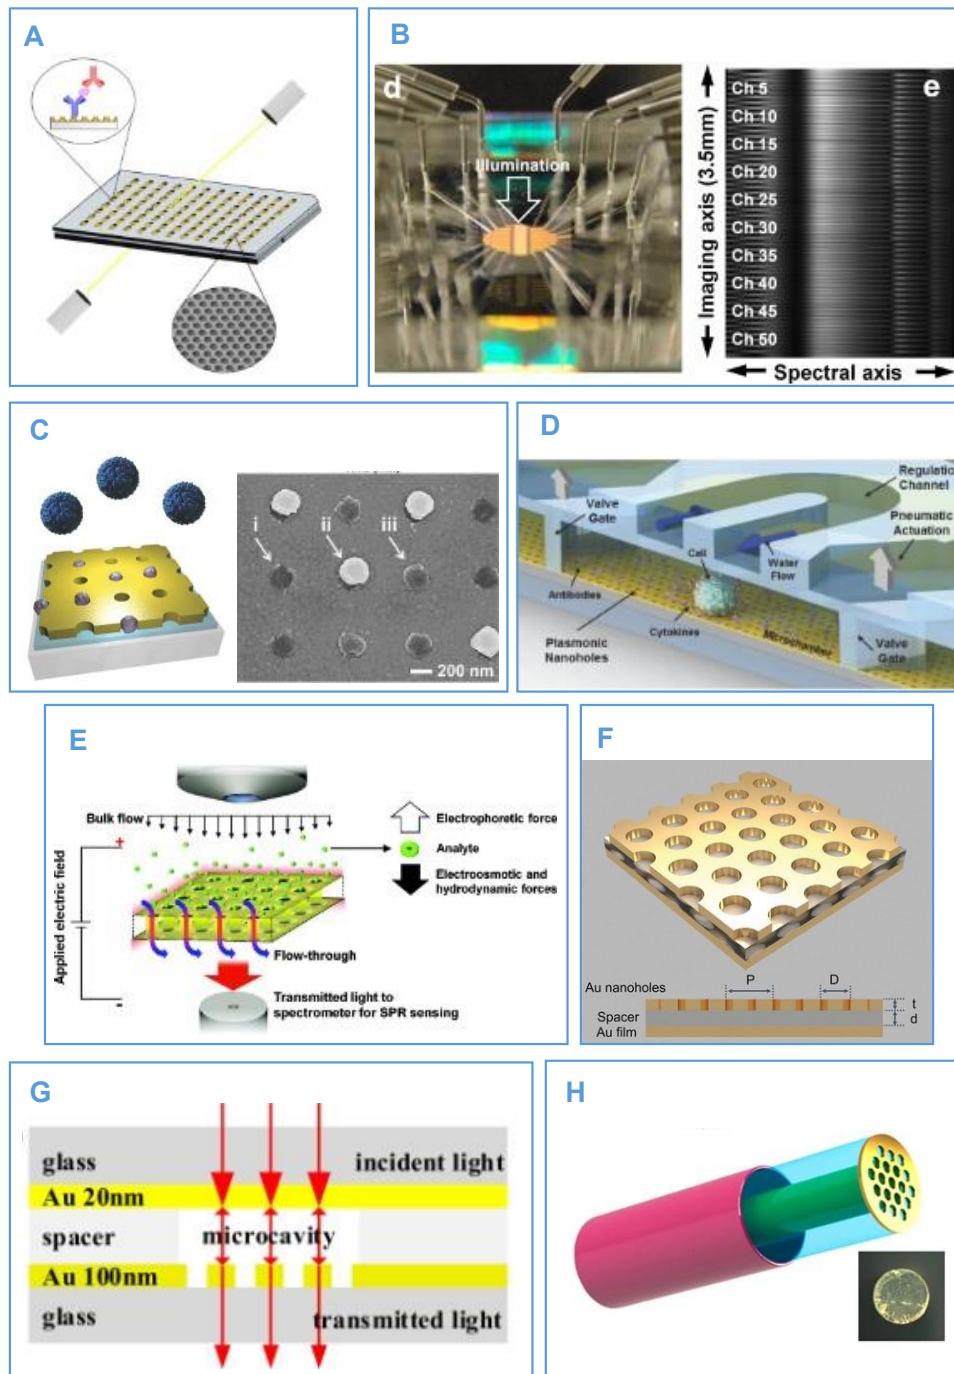 A
B
d
Illumination
Imaging axis (3.5mm)
e
Ch 5
Ch 10
Ch 15
Ch 20
Ch 25
Ch 30
Ch 35
Ch 40
Ch 45
Ch 50
Spectral axis
C
i
ii
iii
200 nm
D
Regulation
Channel
Valve
Gate
Pneumatic
Actuation
Cell
Water
Flow
Antibodies
Cytokines
Plasmonic
Nanoholes
Microchamber
Valve
Gate
E
Bulk flow
Applied electric field
+
-
Electrophoretic force
Analyte
Electroosmotic and
hydrodynamic forces
Flow-through
Transmitted light to
spectrometer for SPR sensing
F
Au nanoholes
P
D
t
Spacer
d
Au film
G
glass
incident light
Au 20nm
spacer
microcavity
Au 100nm
glass
transmitted light
H